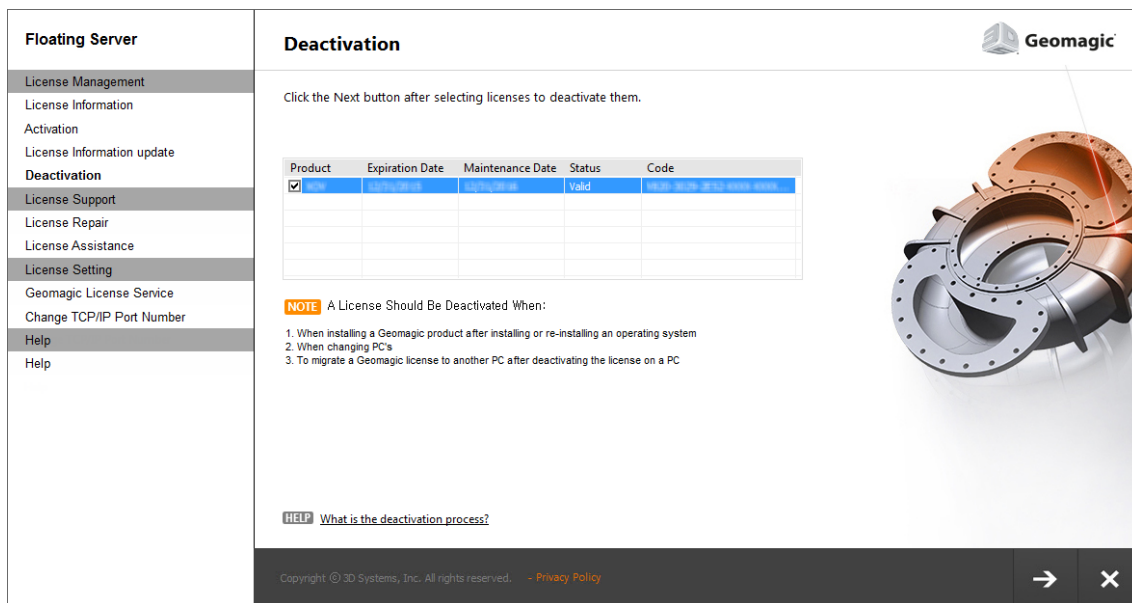 Floating Server
License Management
License Information
Activation
License Information update
Deactivation
License Support
License Repair
License Assistance
License Setting
Geomagic License Service
Change TCP/IP Port Number
Help
Help
Deactivation
Geomagic
Click the Next button after selecting licenses to deactivate them.
Product Expiration Date Maintenance Date Status Code
Valid
NOTE A License Should Be Deactivated When:
1. When installing a Geomagic product after installing or re-installing an operating system
2. When changing PC's
3. To migrate a Geomagic license to another PC after deactivating the license on a PC
HELP What is the deactivation process?
Copyright ⓒ 3D Systems, Inc. All rights reserved. - Privacy Policy